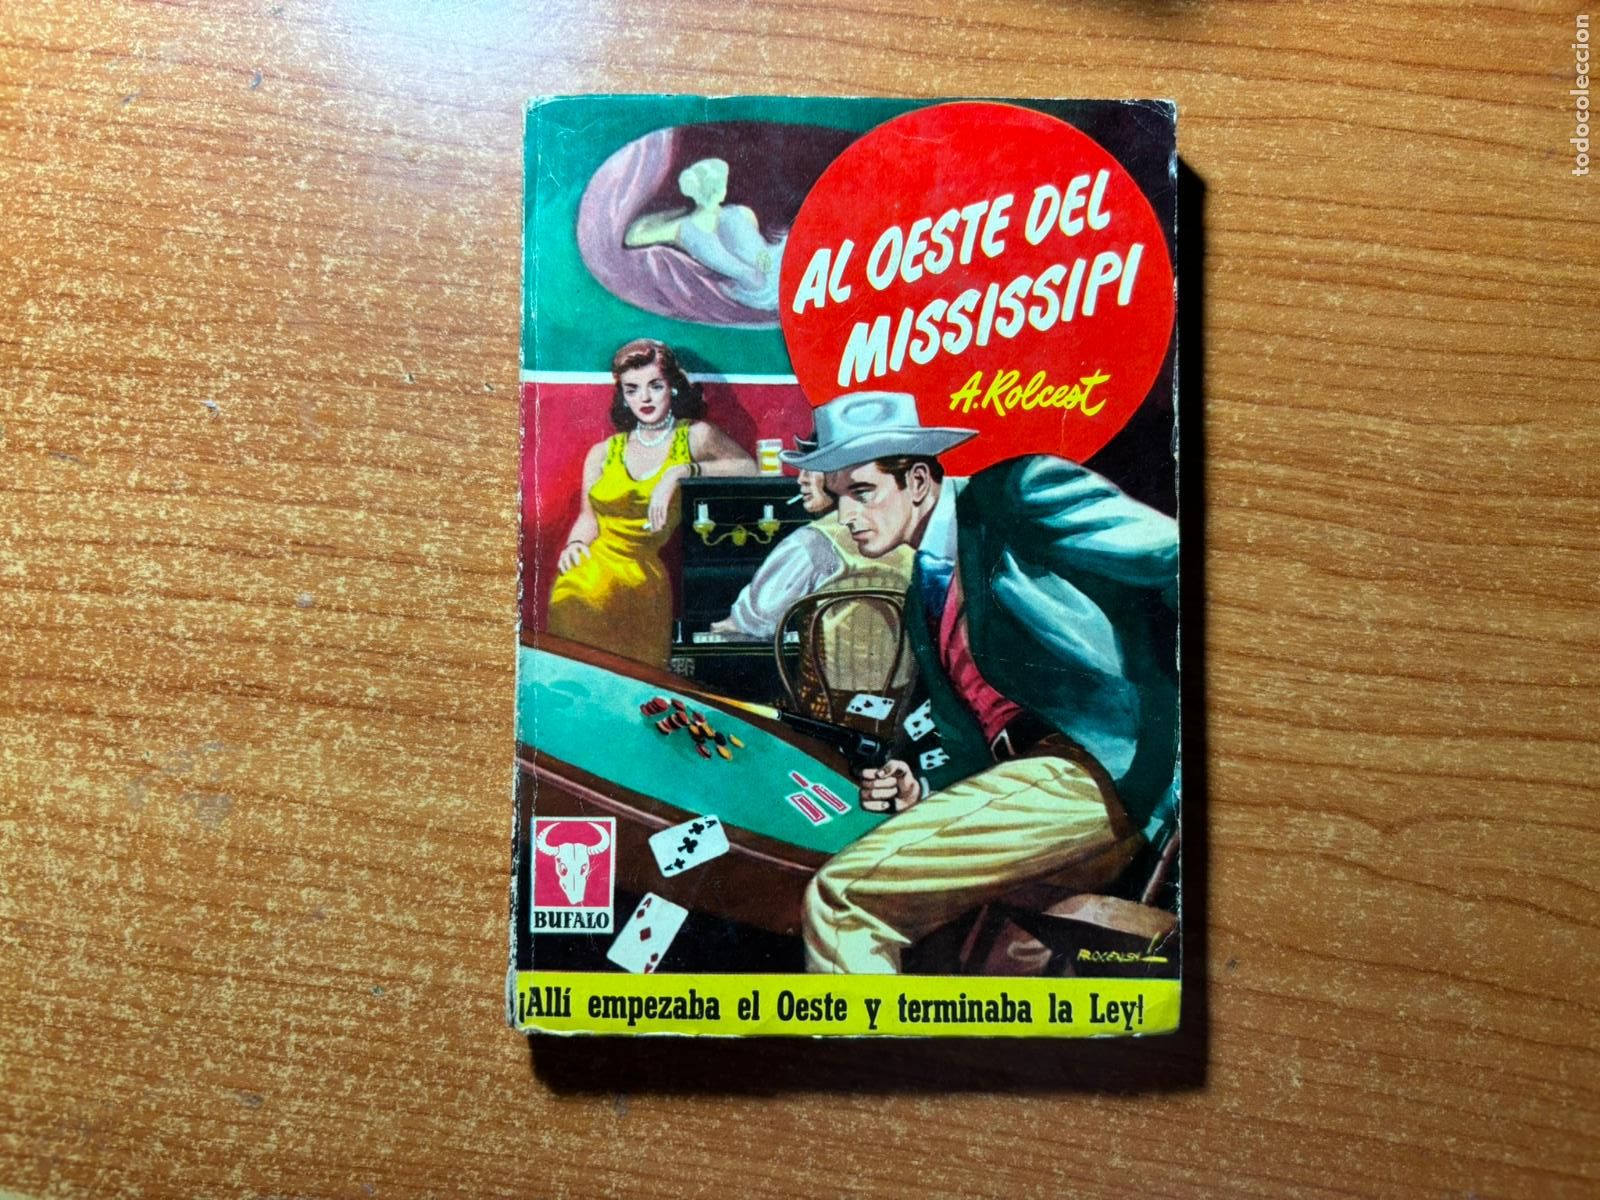 AL OESTE DEL
MISSISSIPI
A. Rolcest
BUFALO
¡Allí empezaba el Oeste y terminaba la Ley!
todocoleccion